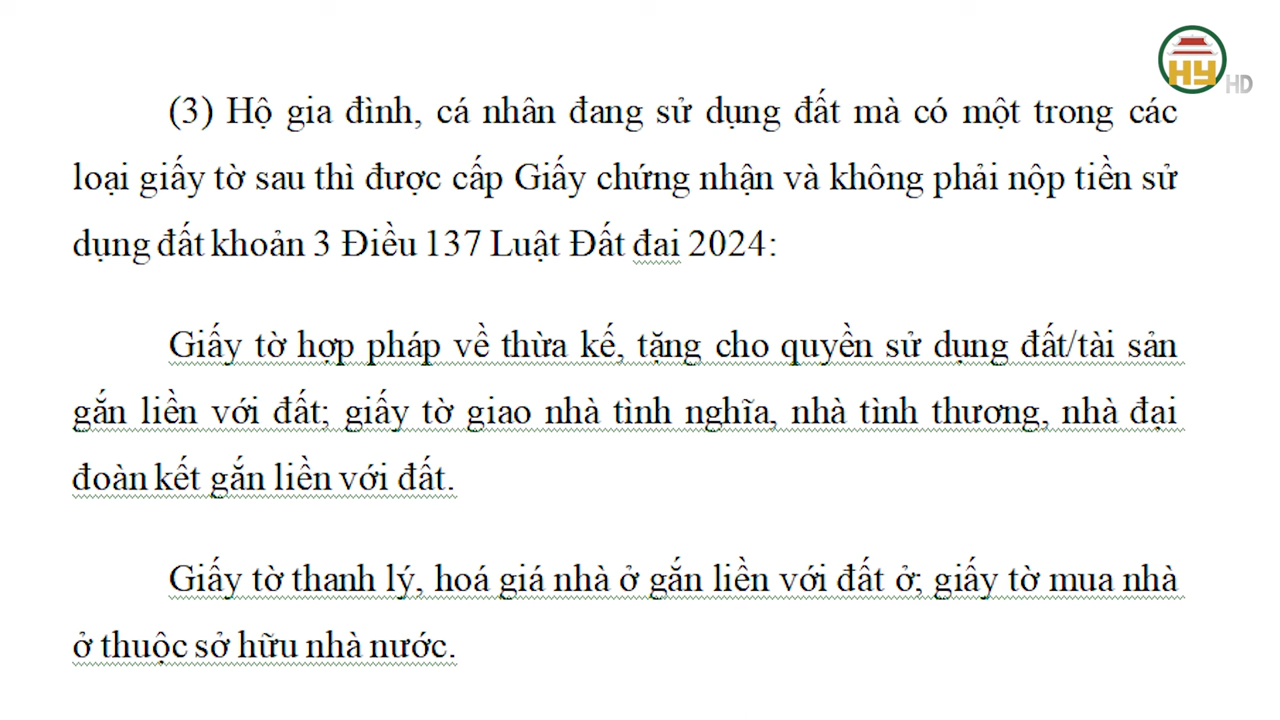 HY HD
(3) Hộ gia đình, cá nhân đang sử dụng đất mà có một trong các
loại giấy tờ sau thì được cấp Giấy chứng nhận và không phải nộp tiền sử
dụng đất khoản 3 Điều 137 Luật Đất đai 2024:
Giấy tờ hợp pháp về thừa kế, tặng cho quyền sử dụng đất/tài sản
gắn liền với đất; giấy tờ giao nhà tình nghĩa, nhà tình thương, nhà đại
đoàn kết gắn liền với đất.
Giấy tờ thanh lý, hoá giá nhà ở gắn liền với đất ở; giấy tờ mua nhà
ở thuộc sở hữu nhà nước.